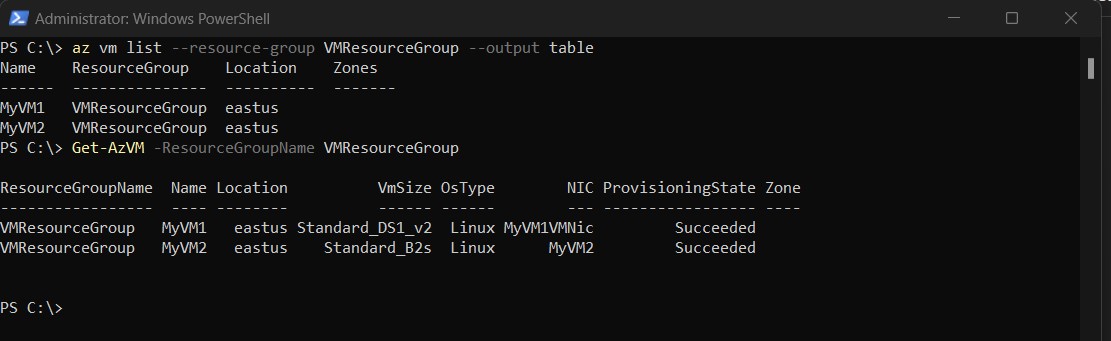 Administrator: Windows PowerShell
PS C:\> az vm list --resource-group VMResourceGroup --output table
Name    ResourceGroup    Location    Zones
------  ---------------  ----------  -------
MyVM1   VMResourceGroup  eastus
MyVM2   VMResourceGroup  eastus
PS C:\> Get-AzVM -ResourceGroupName VMResourceGroup
ResourceGroupName  Name Location          VmSize OsType       NIC ProvisioningState Zone
-----------------  ---- --------          ------ ------       --- ----------------- ----
VMResourceGroup   MyVM1   eastus Standard_DS1_v2  Linux MyVM1VMNic         Succeeded
VMResourceGroup   MyVM2   eastus    Standard_B2s  Linux      MyVM2         Succeeded
PS C:\>